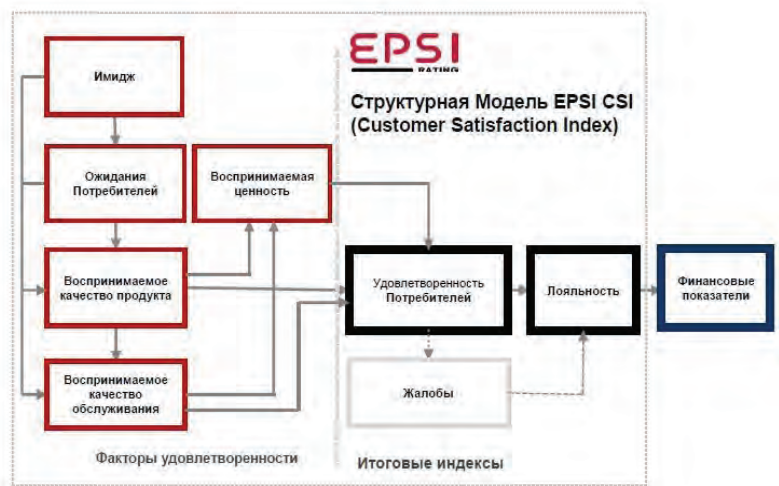 EPSI
RATING
Структурная Модель EPSI CSI
(Customer Satisfaction Index)
Имидж
Ожидания
Потребителей
Воспринимаемая
ценность
Воспринимаемое
качество продукта
Удовлетворенность
Потребителей
Лояльность
Финансовые
показатели
Воспринимаемое
качество
обслуживания
Жалобы
Факторы удовлетворенности
Итоговые индексы